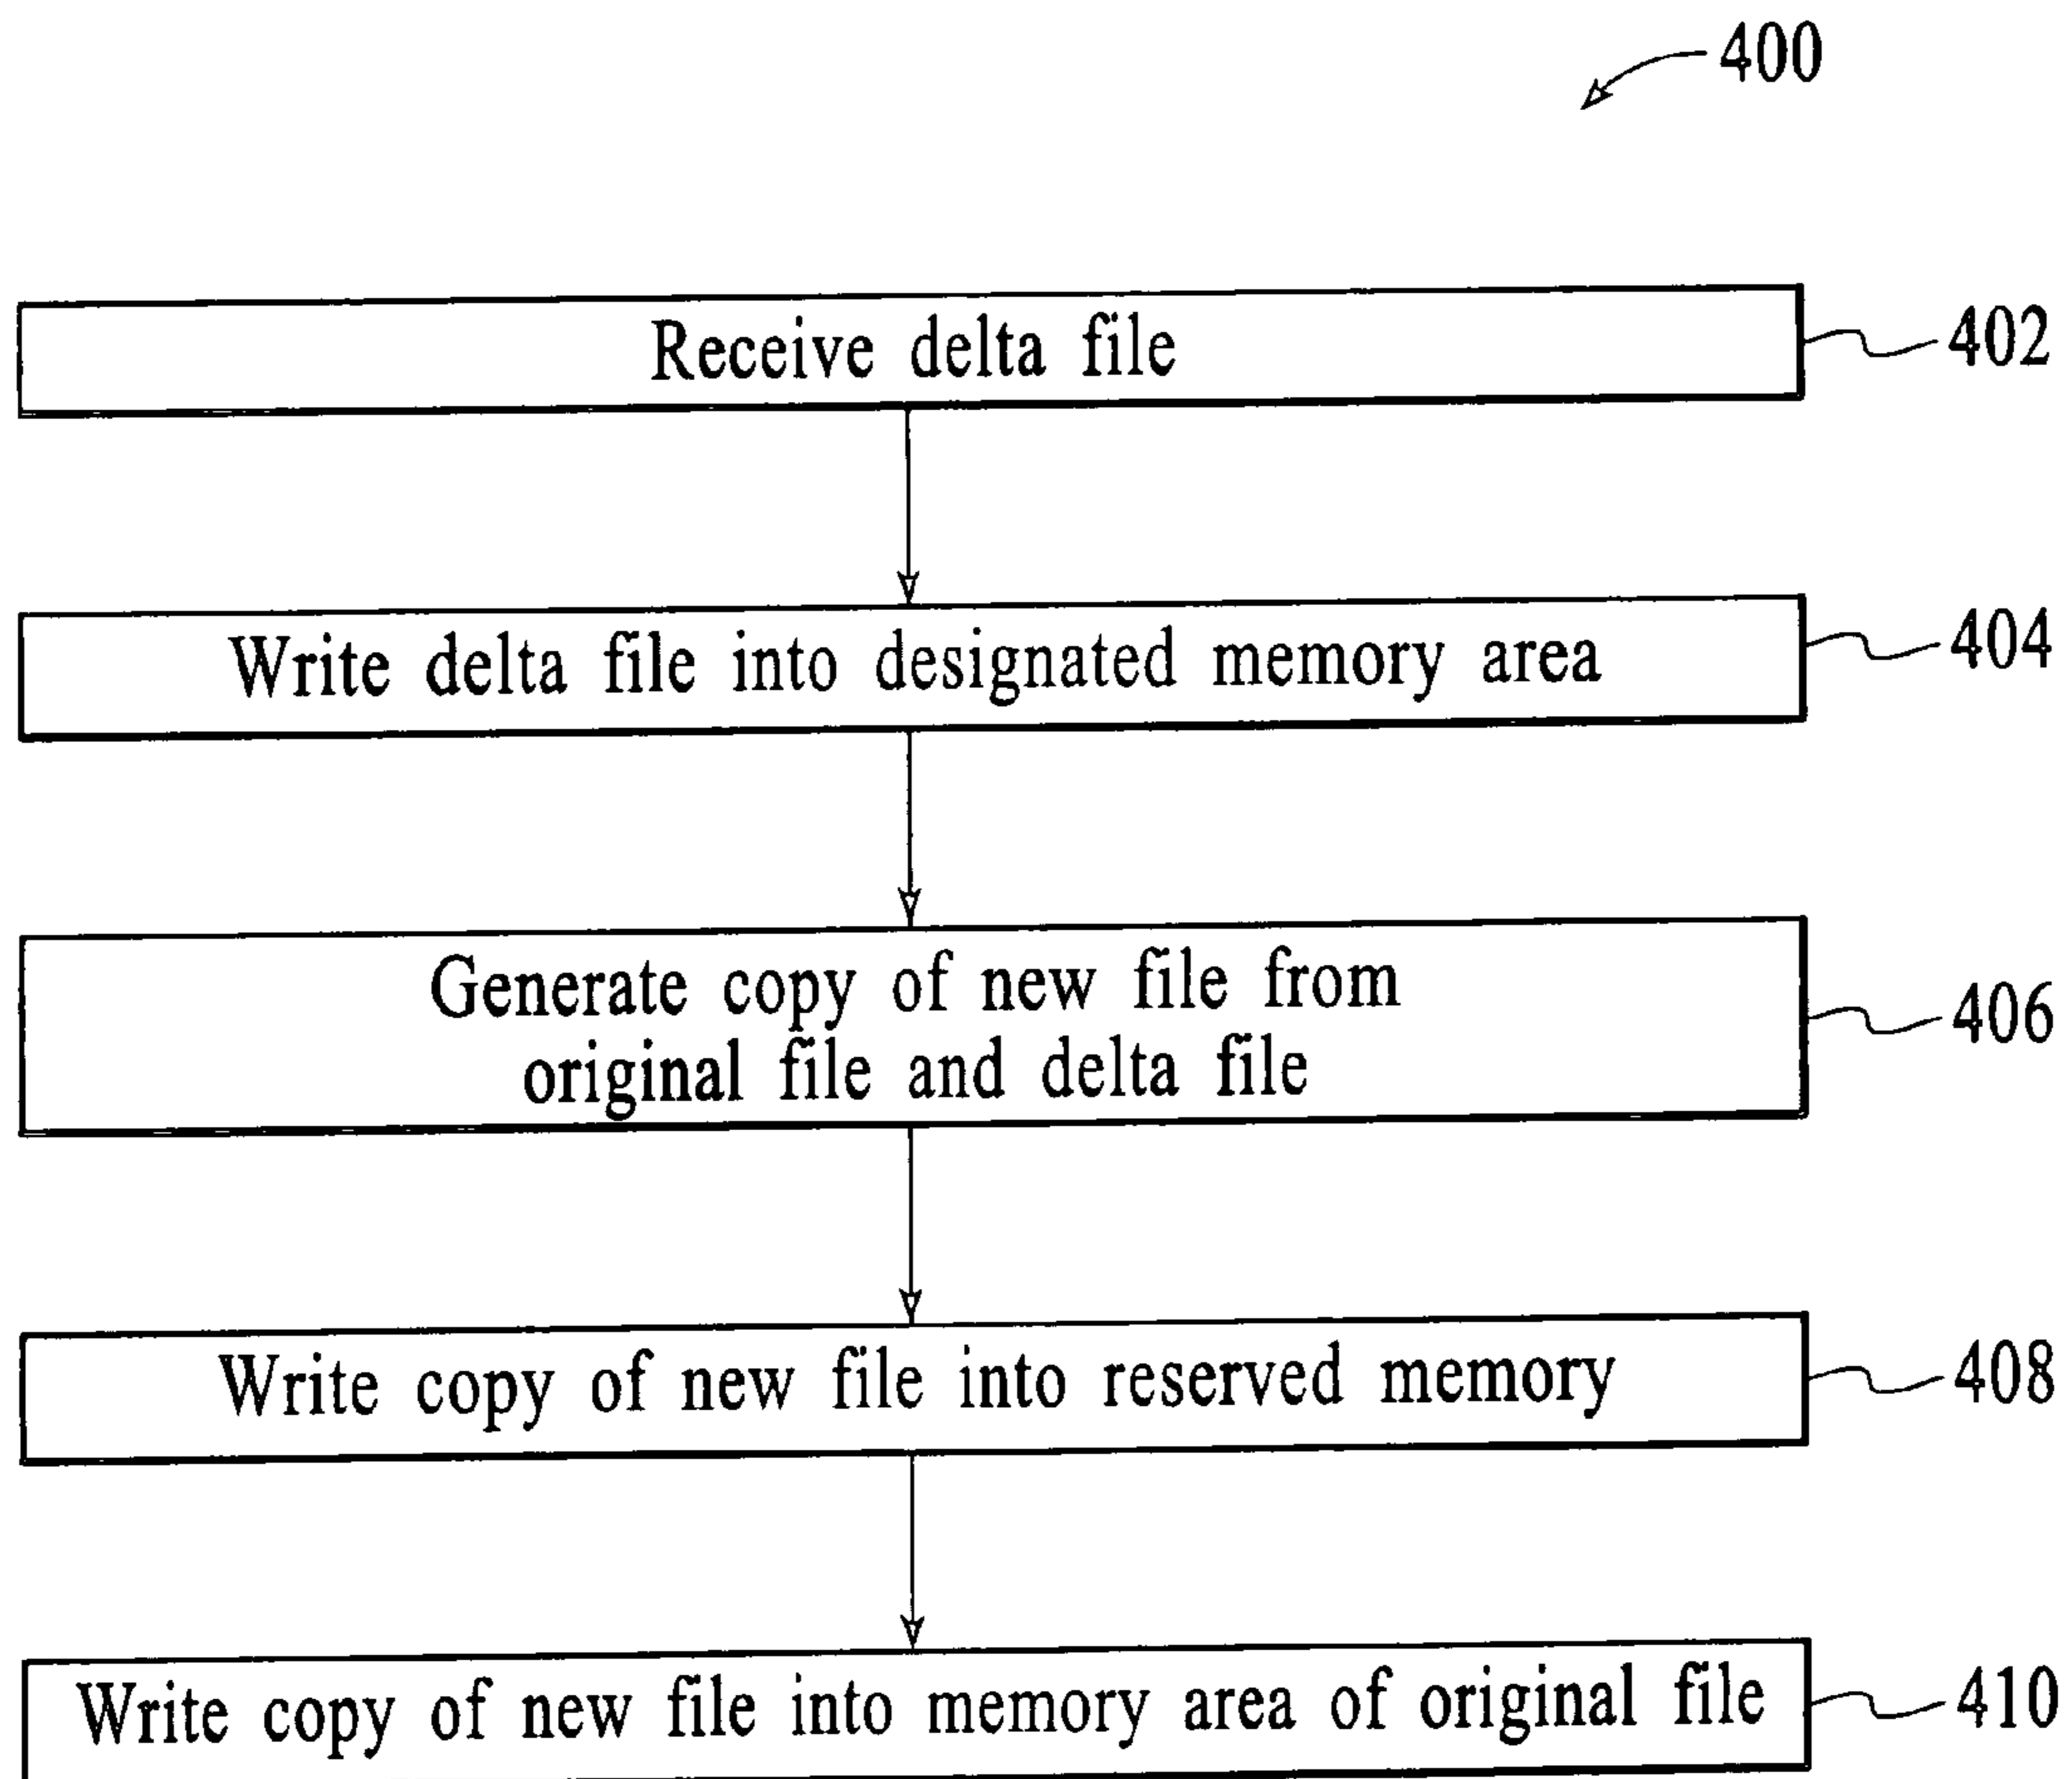 400
Receive delta file
402
Write delta file into designated memory area
404
Generate copy of new file from
original file and delta file
406
Write copy of new file into reserved memory
408
Write copy of new file into memory area of original file
410